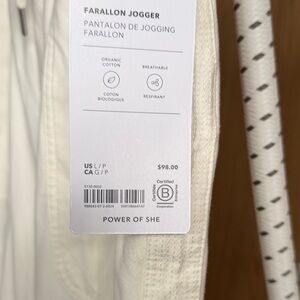 FARALLON JOGGER
PANTALON DE JOGGING
FARALLON
ORGANIC
COTTON
BREATHABLE
COTON
BIOLOGIQUE
RESPIRANT
US L / P
CA G / P
$98.00
Certified
B
Corporation
POWER OF SHE